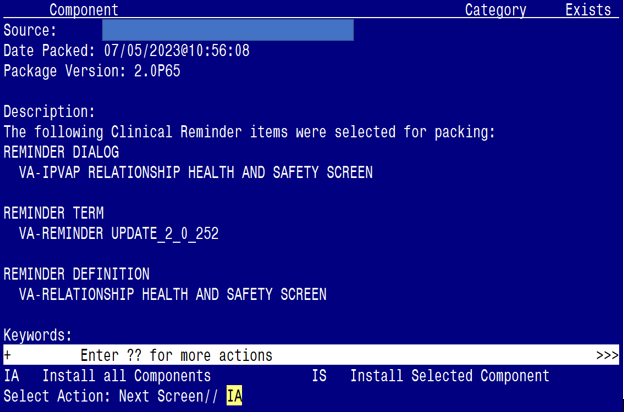 Component Category Exists
Source:
Date Packed: 07/05/2023@10:56:08
Package Version: 2.0P65
Description:
The following Clinical Reminder items were selected for packing:
REMINDER DIALOG
VA-IPVAP RELATIONSHIP HEALTH AND SAFETY SCREEN
REMINDER TERM
VA-REMINDER UPDATE_2_0_252
REMINDER DEFINITION
VA-RELATIONSHIP HEALTH AND SAFETY SCREEN
Keywords:
+ Enter ?? for more actions >>>
IA Install all Components IS Install Selected Component
Select Action: Next Screen// IA